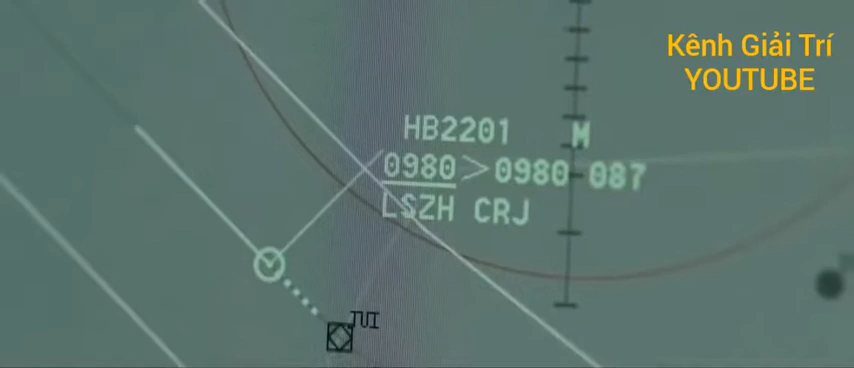 Kênh Giải Trí
YOUTUBE
HB2201 M
0980>0980 087
LSZH CRJ